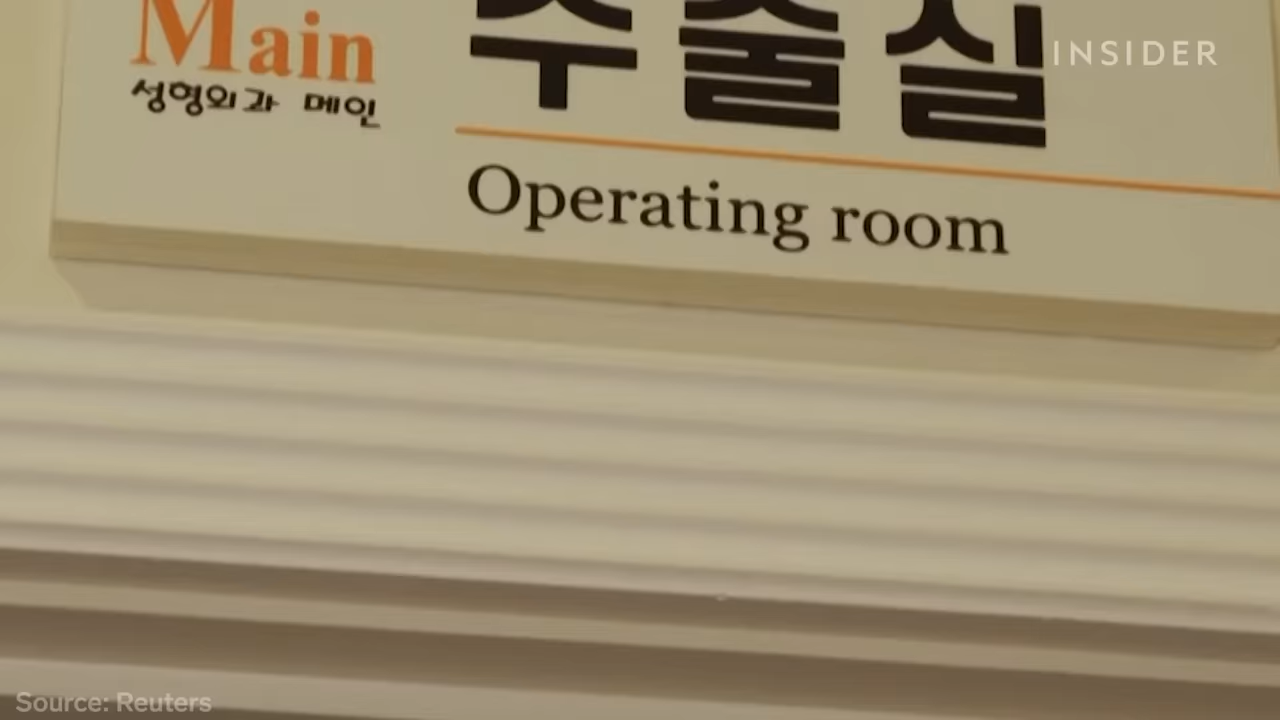 Main
성형외과 메인
수술실
Operating room
INSIDER
Source: Reuters